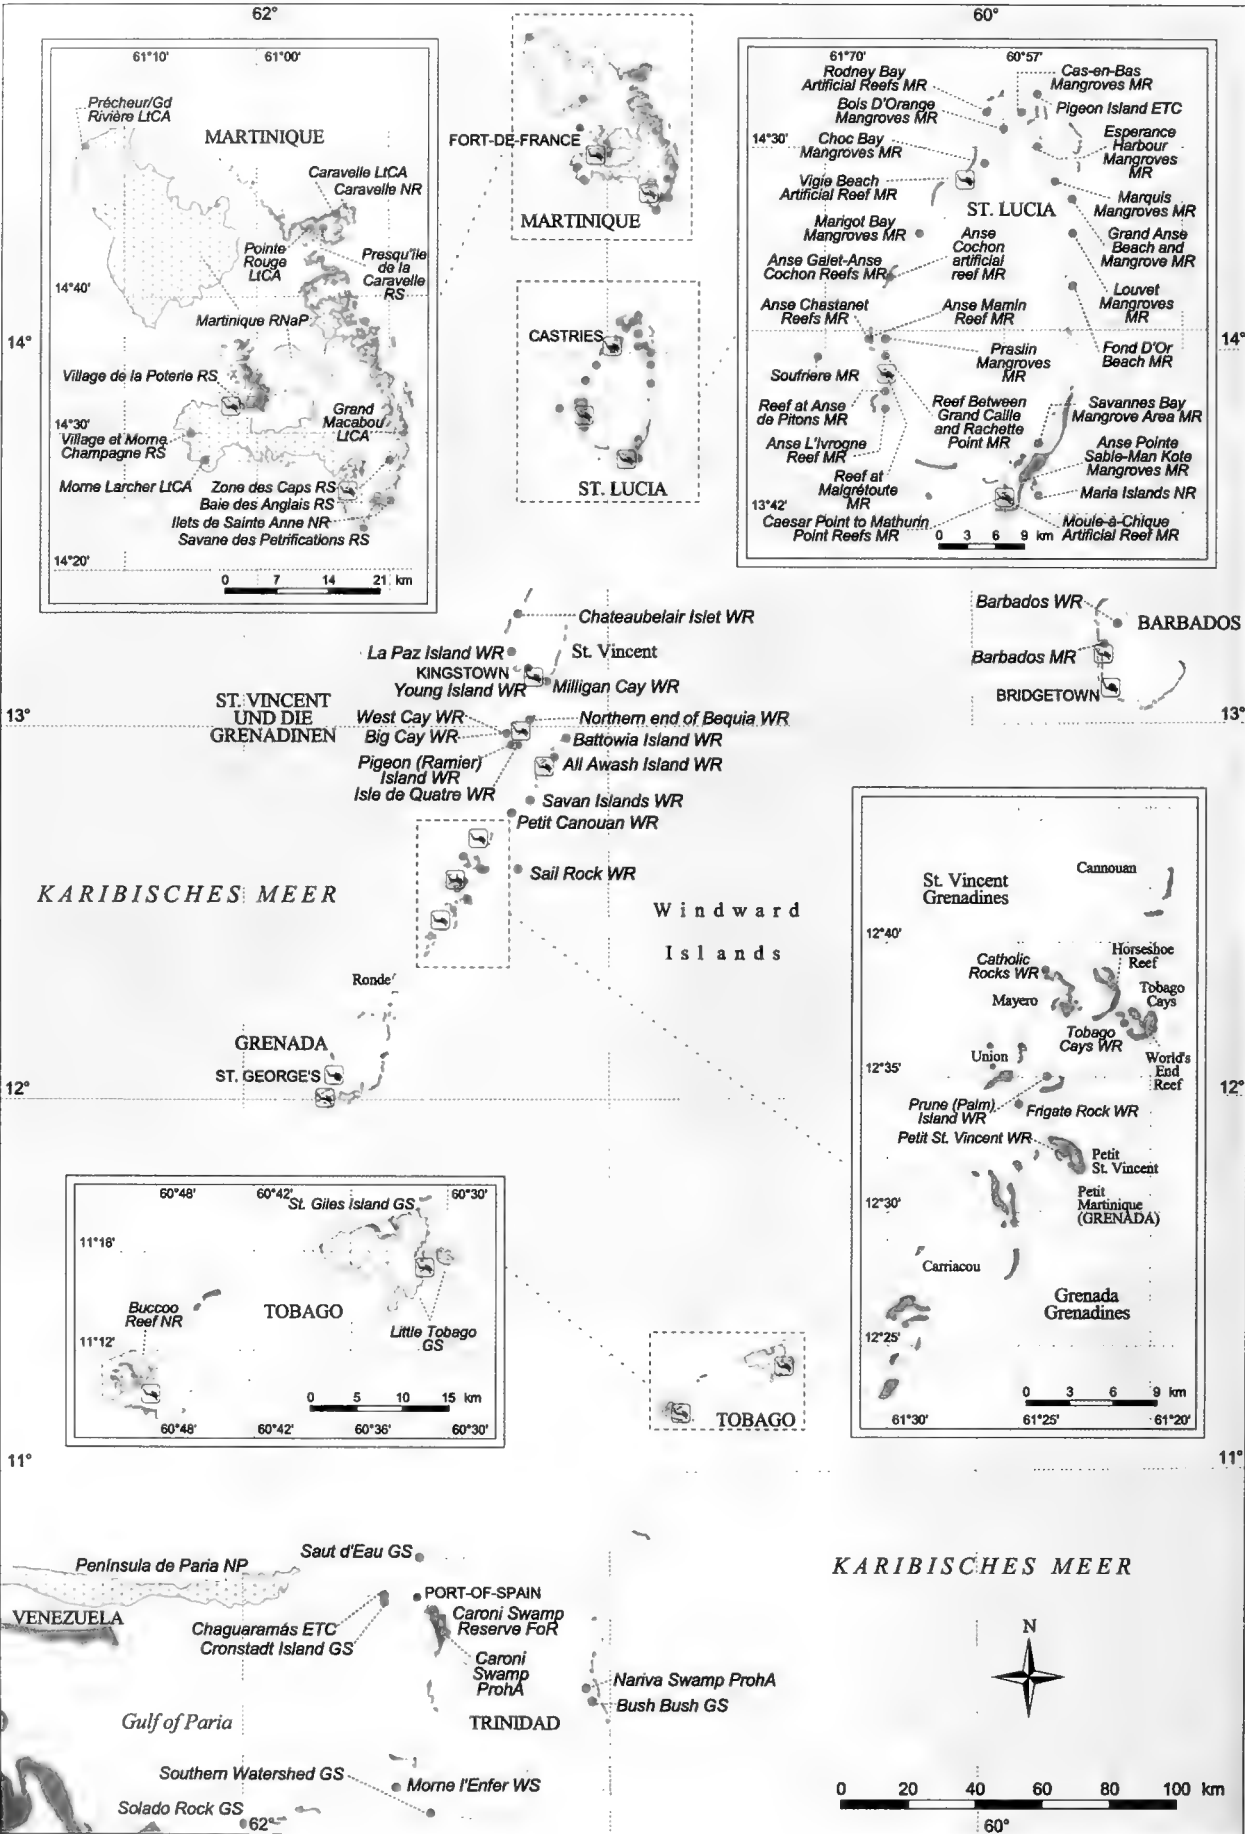 62°
60°
61°10'
61°00'
Précheur/Gd
Rivière LtCA
MARTINIQUE
Caravelle LtCA
Caravelle NR
Pointe
Rouge
LtCA
Presqu'île
de la
Caravelle
RS
14°40'
Martinique RNaP
Village de la Poterie RS
Grand
Macabou
LtCA
14°30'
Village et Morne
Champagne RS
Morne Larcher LtCA
Zone des Caps RS
Baie des Anglais RS
Ilets de Sainte Anne NR
Savane des Petrifications RS
14°20'
0 7 14 21 km
FORT-DE-FRANCE
MARTINIQUE
CASTRIES
ST. LUCIA
61°70'
60°57'
Rodney Bay
Artificial Reefs MR
Cas-en-Bas
Mangroves MR
Bois D'Orange
Mangroves MR
Pigeon Island ETC
14°30'
Choc Bay
Mangroves MR
Esperance
Harbour
Mangroves
MR
Vigie Beach
Artificial Reef MR
ST. LUCIA
Marquis
Mangroves MR
Marigot Bay
Mangroves MR
Anse
Cochon
artificial
reef MR
Grand Anse
Beach and
Mangrove MR
Anse Galet-Anse
Cochon Reefs MR
Louvet
Mangroves
MR
Anse Chastanet
Reefs MR
Anse Mamin
Reef MR
Praslin
Mangroves
MR
Fond D'Or
Beach MR
Soufriere MR
Reef at Anse
de Pitons MR
Reef Between
Grand Caille
and Rachette
Point MR
Savannes Bay
Mangrove Area MR
Anse L'Ivrogne
Reef MR
Anse Pointe
Sable-Man Kote
Mangroves MR
Reef at
Malgrétoute
MR
Maria Islands NR
13°42'
Caesar Point to Mathurin
Point Reefs MR
Moule-à-Chique
Artificial Reef MR
0 3 6 9 km
14°
14°
Chateaubelair Islet WR
La Paz Island WR
St. Vincent
KINGSTOWN
Young Island WR
Milligan Cay WR
ST. VINCENT
UND DIE
GRENADINEN
West Cay WR
Northern end of Bequia WR
Big Cay WR
Battowia Island WR
Pigeon (Ramier)
Island WR
All Awash Island WR
Isle de Quatre WR
Savan Islands WR
Petit Canouan WR
Sail Rock WR
Barbados WR
BARBADOS
Barbados MR
BRIDGETOWN
13°
13°
KARIBISCHES MEER
Windward
Islands
Ronde
GRENADA
ST. GEORGE'S
12°
12°
St. Vincent
Grenadines
Cannouan
12°40'
Catholic
Rocks WR
Horseshoe
Reef
Mayero
Tobago
Cays
Tobago
Cays WR
Union
World's
End
Reef
12°35'
Prune (Palm)
Island WR
Frigate Rock WR
Petit St. Vincent WR
Petit
St. Vincent
12°30'
Petit
Martinique
(GRENADA)
Carriacou
Grenada
Grenadines
12°25'
0 3 6 9 km
61°30'
61°25'
61°20'
60°48'
60°42'
60°30'
St. Giles Island GS
11°18'
Buccoo
Reef NR
TOBAGO
11°12'
Little Tobago
GS
0 5 10 15 km
60°48'
60°42'
60°36'
60°30'
TOBAGO
11°
11°
Saut d'Eau GS
Península de Paria NP
PORT-OF-SPAIN
VENEZUELA
Chaguaramás ETC
Caroni Swamp
Reserve FoR
Cronstadt Island GS
Caroni
Swamp
ProhA
Nariva Swamp ProhA
Bush Bush GS
Gulf of Paria
TRINIDAD
Southern Watershed GS
Morne l'Enfer WS
Solado Rock GS
62°
KARIBISCHES MEER
N
0 20 40 60 80 100 km
60°